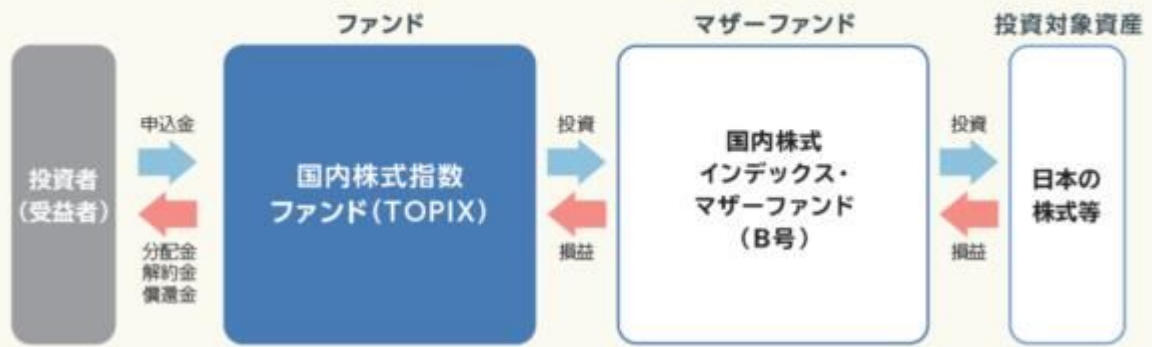 ファンド
マザーファンド
投資対象資産
投資者
（受益者）
申込金
分配金
解約金
償還金
国内株式指数
ファンド（TOPIX）
投資
損益
国内株式
インデックス・
マザーファンド
（B号）
投資
損益
日本の
株式等